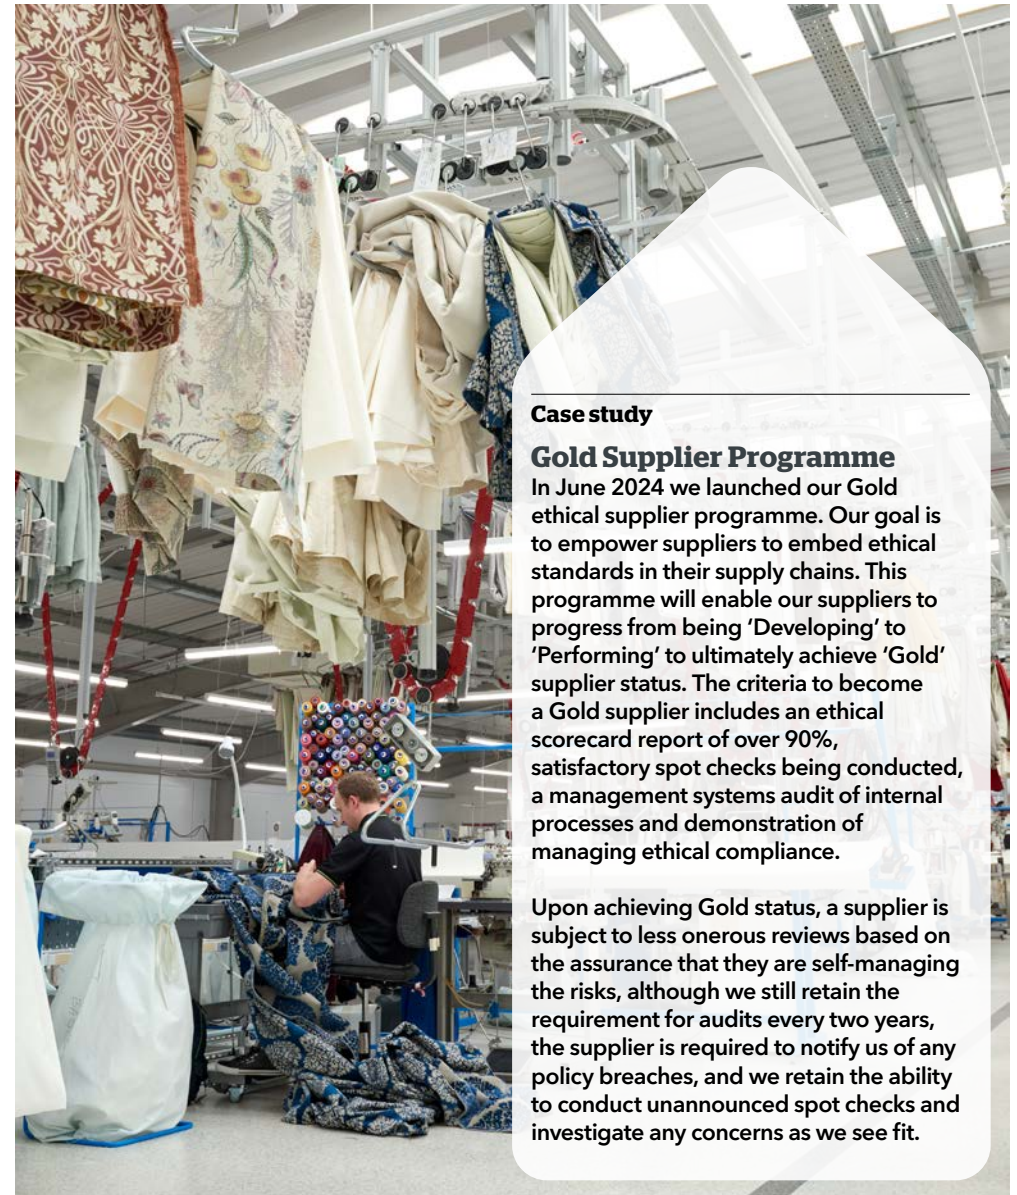 Case study
Gold Supplier Programme
In June 2024 we launched our Gold
ethical supplier programme. Our goal is
to empower suppliers to embed ethical
standards in their supply chains. This
programme will enable our suppliers to
progress from being ‘Developing’ to
‘Performing’ to ultimately achieve ‘Gold’
supplier status. The criteria to become
a Gold supplier includes an ethical
scorecard report of over 90%,
satisfactory spot checks being conducted,
a management systems audit of internal
processes and demonstration of
managing ethical compliance.
Upon achieving Gold status, a supplier is
subject to less onerous reviews based on
the assurance that they are self-managing
the risks, although we still retain the
requirement for audits every two years,
the supplier is required to notify us of any
policy breaches, and we retain the ability
to conduct unannounced spot checks and
investigate any concerns as we see fit.